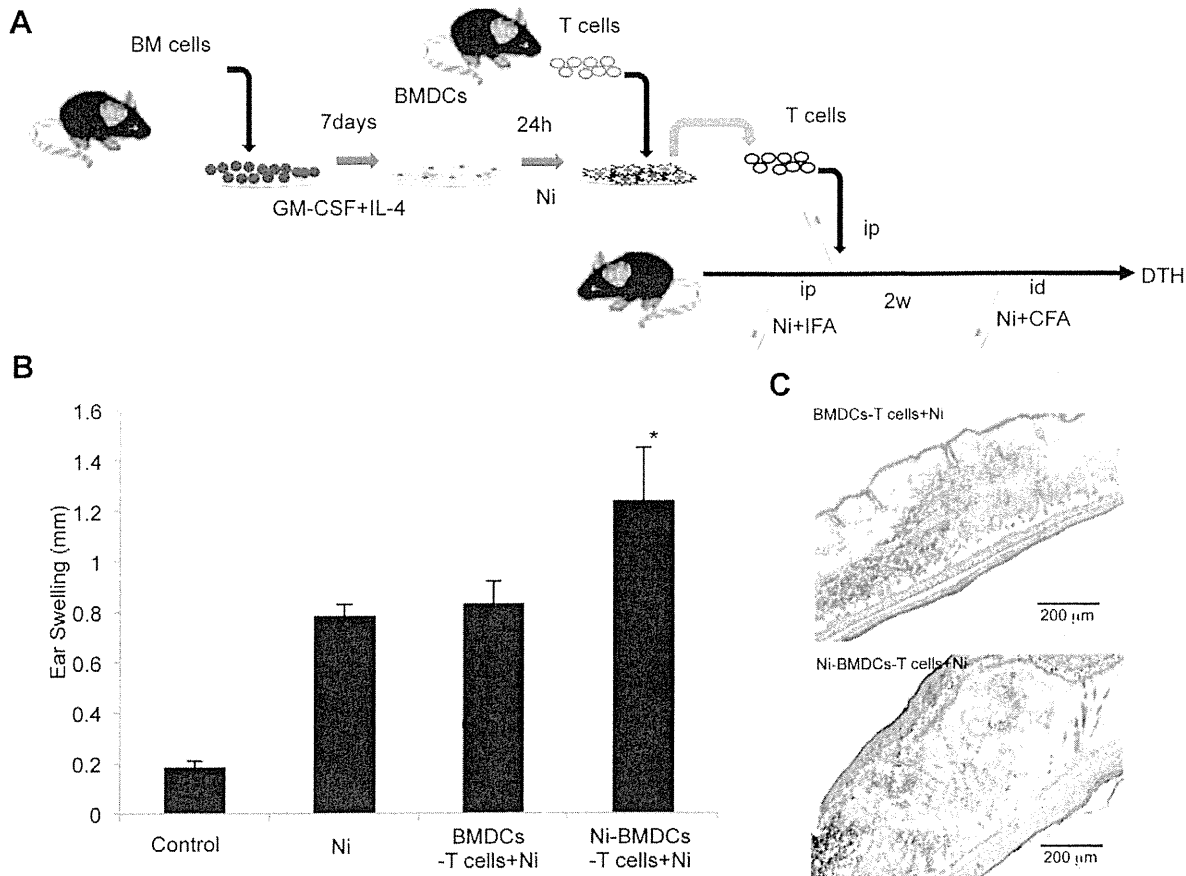 A
BM cells
T cells
BMDCs
7days
24h
T cells
GM-CSF+IL-4
Ni
ip
DTH
ip
2w
id
Ni+IFA
Ni+CFA
B
Ear Swelling (mm)
1.6
1.4
1.2
1
0.8
0.6
0.4
0.2
0
*
Control
Ni
BMDCs
-T cells+Ni
Ni-BMDCs
-T cells+Ni
C
BMDCs-T cells+Ni
200 μm
Ni-BMDCs-T cells+Ni
200 μm